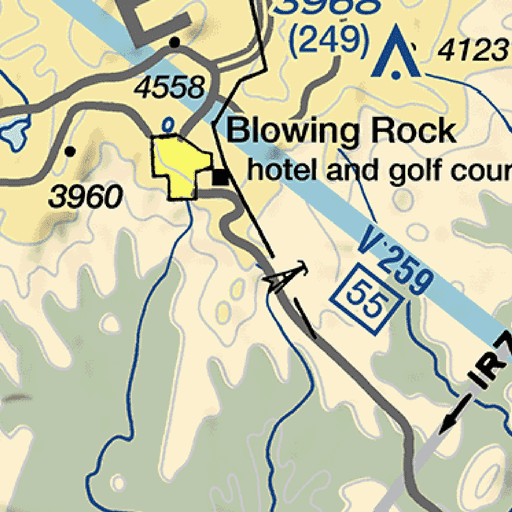 E
3968
(249)
4123
4558
Blowing Rock
hotel and golf cour
3960
V 259
55
IR7